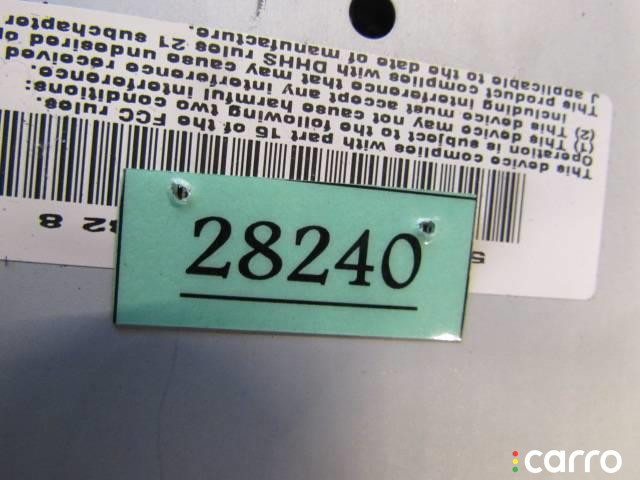 This device complies with part 15 of the FCC rules.
Operation is subject to the following two conditions:
(1) This device may not cause harmful interference.
(2) This device must accept any interference received
including interference that may cause undesired
This product complies with DHHS rules 21 subchapter
J applicable to the date of manufacture.
28240
carro